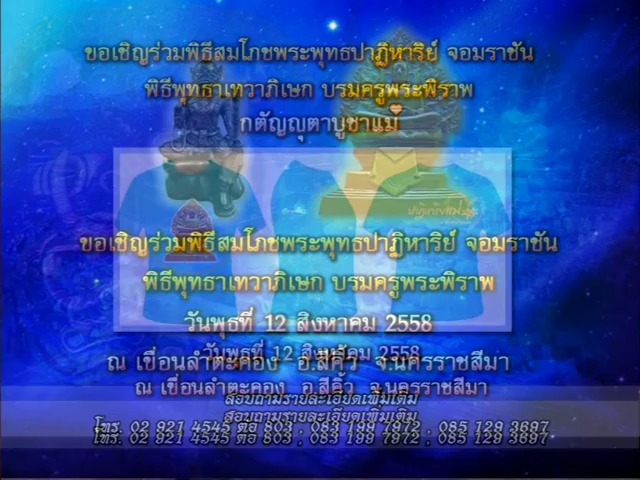 ขอเชิญร่วมพิธีสมโภชพระพุทธปาฏิหาริย์ จอมราชัน
พิธีพุทธาเทวาภิเษก บรมครูพระพิราพ
กตัญญุตาบูชาแม่
ขอเชิญร่วมพิธีสมโภชพระพุทธปาฏิหาริย์ จอมราชัน
พิธีพุทธาเทวาภิเษก บรมครูพระพิราพ
วันพุธที่ 12 สิงหาคม 2558
วันพุธที่ 12 สิงหาคม 2558
ณ เขื่อนลำตะคอง อ.สีคิ้ว จ.นครราชสีมา
ณ เขื่อนลำตะคอง อ.สีคิ้ว จ.นครราชสีมา
สอบถามรายละเอียดเพิ่มเติม
สอบถามรายละเอียดเพิ่มเติม
โทร. 02 921 4545 ต่อ 803 , 083 199 7972 , 085 129 3697
โทร. 02 921 4545 ต่อ 803 , 083 199 7972 , 085 129 3697